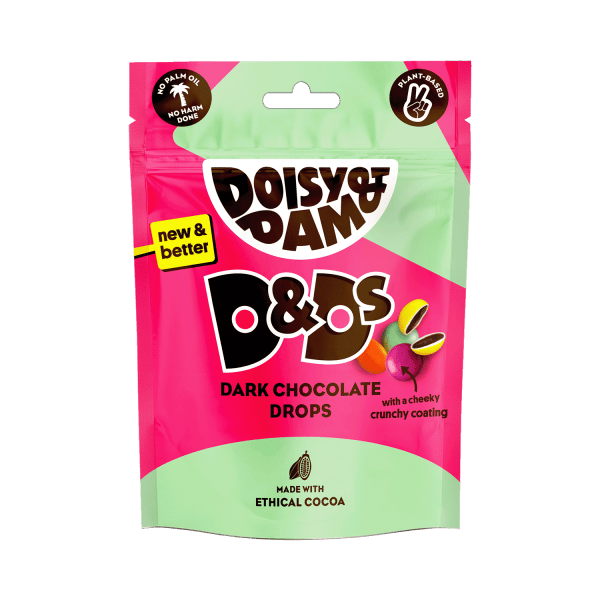 NO PALM OIL
NO HARM
DONE
PLANT-BASED
DOISY &
DAM
new &
better
D&Ds
DARK CHOCOLATE
DROPS
with a cheeky
crunchy coating
MADE WITH
ETHICAL COCOA